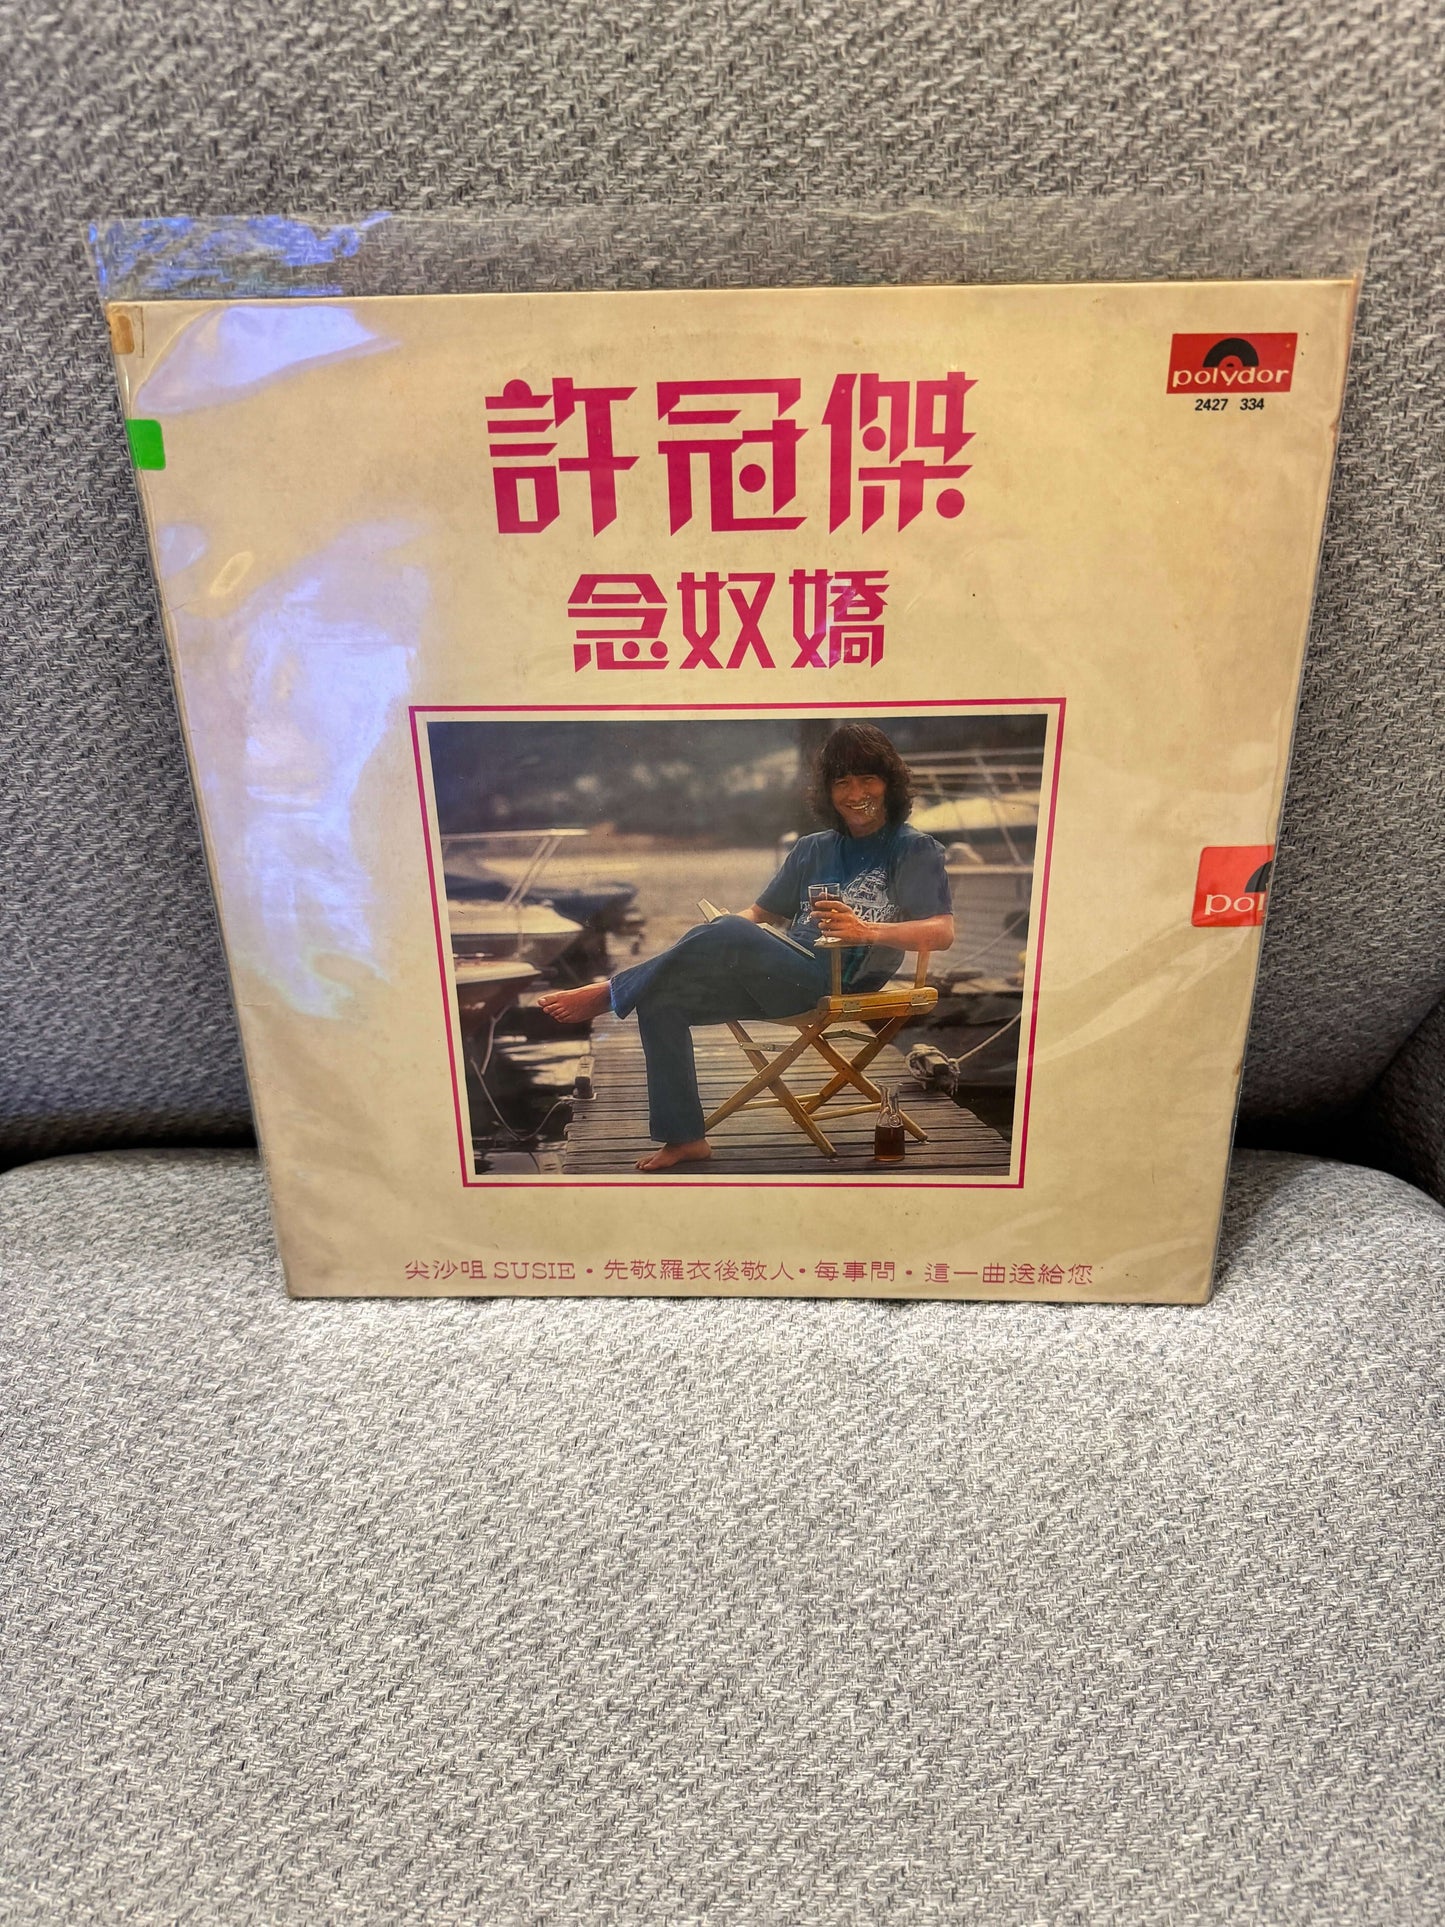 polydor
2427 334
許冠傑
念奴嬌
尖沙咀 SUSIE・先敬羅衣後敬人・每事問・這一曲送給您